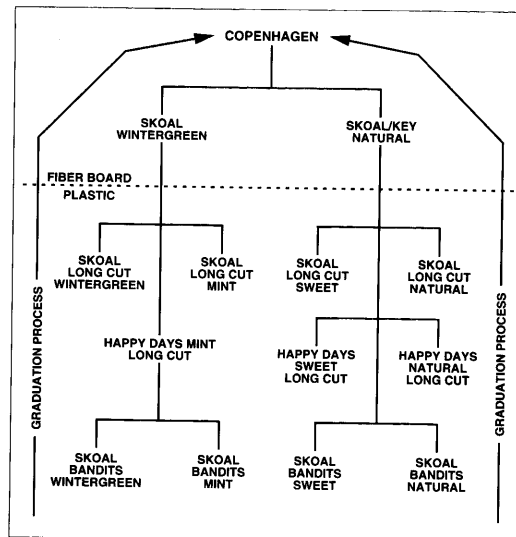 COPENHAGEN
SKOAL
WINTERGREEN
SKOAL/KEY
NATURAL
FIBER BOARD
PLASTIC
SKOAL
LONG CUT
WINTERGREEN
SKOAL
LONG CUT
MINT
SKOAL
LONG CUT
SWEET
SKOAL
LONG CUT
NATURAL
HAPPY DAYS MINT
LONG CUT
HAPPY DAYS
SWEET
LONG CUT
HAPPY DAYS
NATURAL
LONG CUT
SKOAL
BANDITS
WINTERGREEN
SKOAL
BANDITS
MINT
SKOAL
BANDITS
SWEET
SKOAL
BANDITS
NATURAL
GRADUATION PROCESS
GRADUATION PROCESS